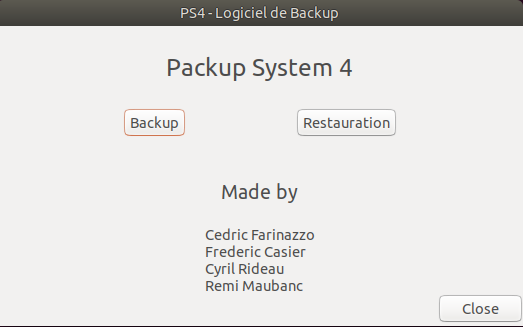 PS4 - Logiciel de Backup
Packup System 4
Backup Restauration
Made by
Cedric Farinazzo
Frederic Casier
Cyril Rideau
Remi Maubanc
Close